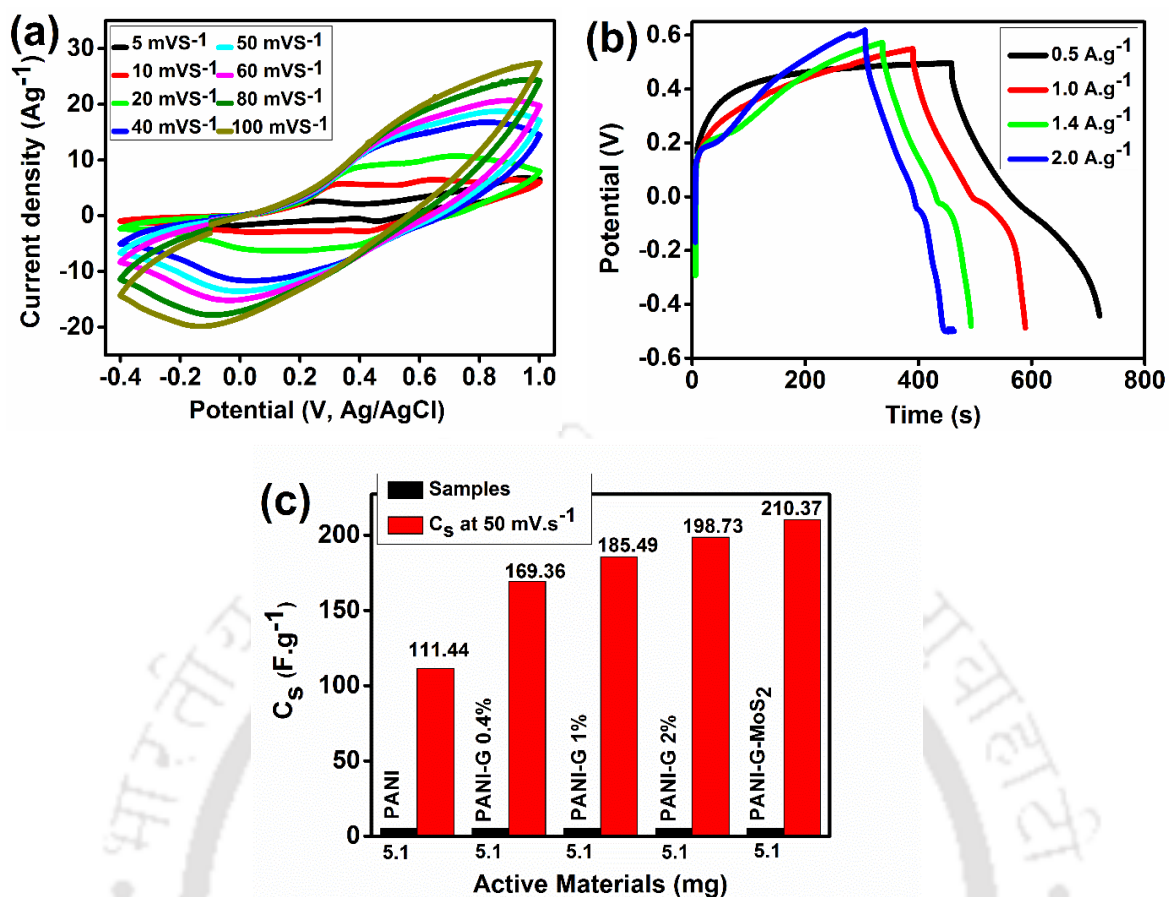 (a)
5 mVS-1 50 mVS-1
10 mVS-1 60 mVS-1
20 mVS-1 80 mVS-1
40 mVS-1 100 mVS-1
Current density (Ag-1)
30
20
10
0
-10
-20
-0.4 -0.2 0.0 0.2 0.4 0.6 0.8 1.0
Potential (V, Ag/AgCl)
(b)
0.5 A.g-1
1.0 A.g-1
1.4 A.g-1
2.0 A.g-1
Potential (V)
0.6
0.4
0.2
0.0
-0.2
-0.4
-0.6
0 200 400 600 800
Time (s)
(c)
Samples
Cs at 50 mV.s-1
Cs (F.g-1)
200
150
100
50
0
111.44
169.36
185.49
198.73
210.37
PANI
PANI-G 0.4%
PANI-G 1%
PANI-G 2%
PANI-G-MoS2
5.1 5.1 5.1 5.1 5.1
Active Materials (mg)